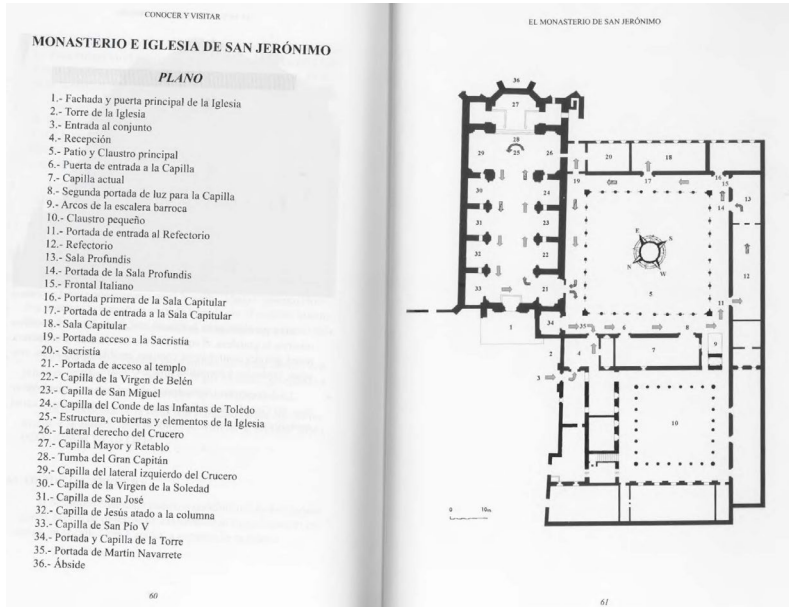 CONOCER Y VISITAR
MONASTERIO E IGLESIA DE SAN JERÓNIMO
PLANO
1.- Fachada y puerta principal de la Iglesia
2.- Torre de la Iglesia
3.- Entrada al conjunto
4.- Recepción
5.- Patio y Claustro principal
6.- Puerta de entrada a la Capilla
7.- Capilla actual
8.- Segunda portada de luz para la Capilla
9.- Arcos de la escalera barroca
10.- Claustro pequeño
11.- Portada de entrada al Refectorio
12.- Refectorio
13.- Sala Profundis
14.- Portada de la Sala Profundis
15.- Frontal Italiano
16.- Portada primera de la Sala Capitular
17.- Portada de entrada a la Sala Capitular
18.- Sala Capitular
19.- Portada acceso a la Sacristía
20.- Sacristía
21.- Portada de acceso al templo
22.- Capilla de la Virgen de Belén
23.- Capilla de San Miguel
24.- Capilla del Conde de las Infantas de Toledo
25.- Estructura, cubiertas y elementos de la Iglesia
26.- Lateral derecho del Crucero
27.- Capilla Mayor y Retablo
28.- Tumba del Gran Capitán
29.- Capilla del lateral izquierdo del Crucero
30.- Capilla de la Virgen de la Soledad
31.- Capilla de San José
32.- Capilla de Jesús atado a la columna
33.- Capilla de San Pío V
34.- Portada y Capilla de la Torre
35.- Portada de Martín Navarrete
36.- Ábside
60
EL MONASTERIO DE SAN JERÓNIMO
36
27
28
29 25 26
20 18
19 17 16
15
30 24
13
14
31 23
E S
N W
32 22
12
33 21
5
11
1
34 35 6 8
2 4 7 9
3
10
0 10m.
61